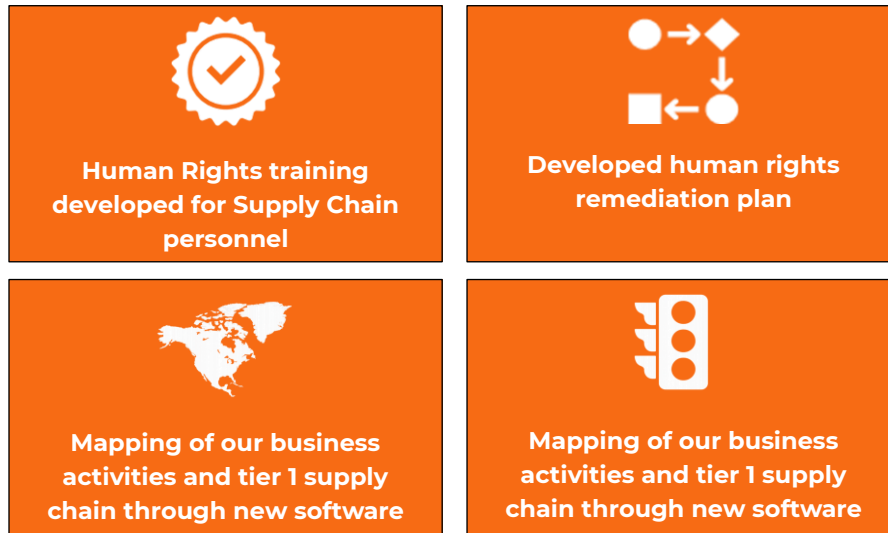 Human Rights training
developed for Supply Chain
personnel
Developed human rights
remediation plan
Mapping of our business
activities and tier 1 supply
chain through new software
Mapping of our business
activities and tier 1 supply
chain through new software